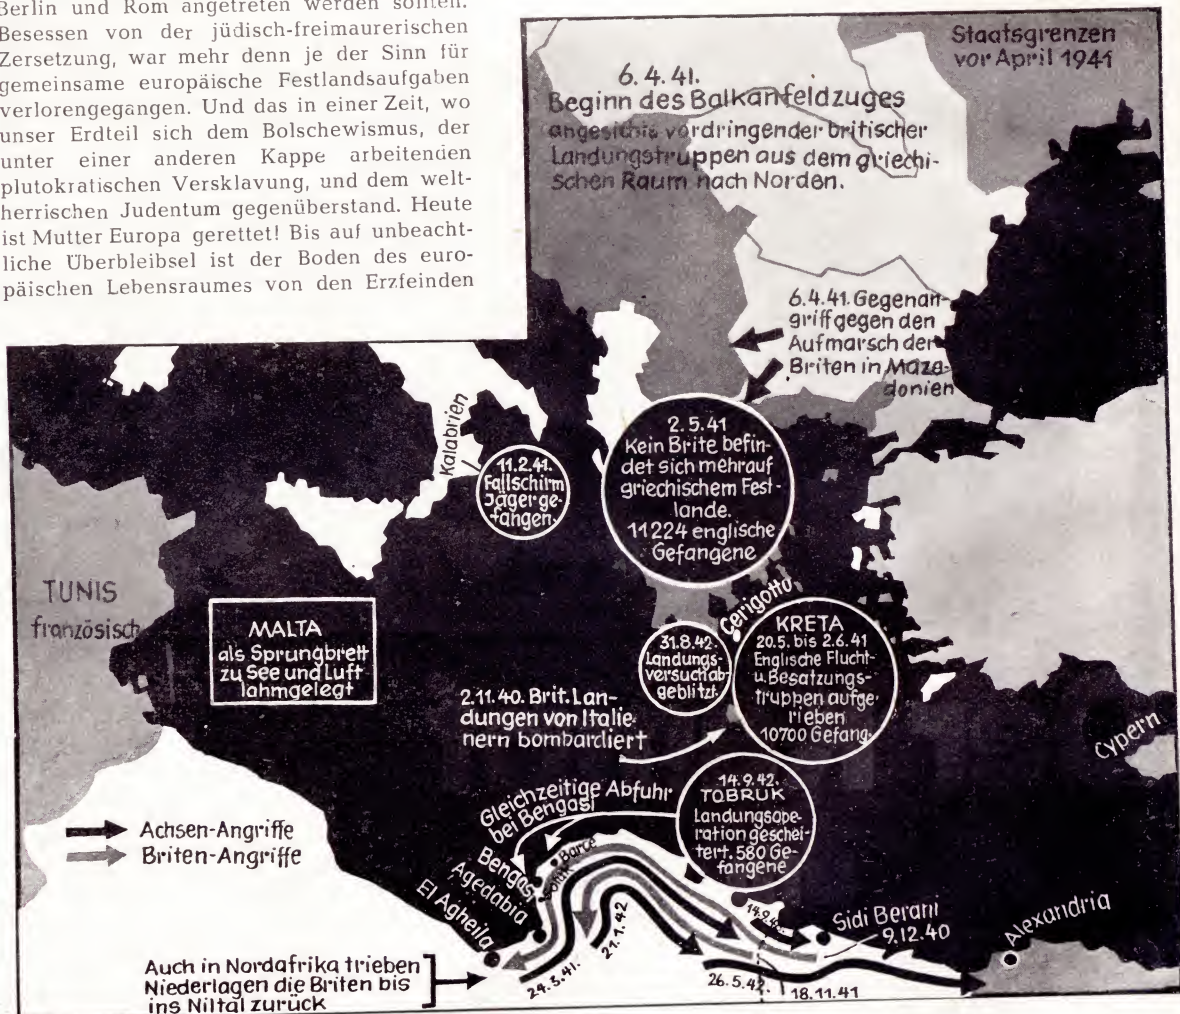 Berlin und Rom angetreten werden sollten.
Besessen von der jüdisch-freimaurerischen
Zersetzung, war mehr denn je der Sinn für
gemeinsame europäische Festlandsaufgaben
verlorengegangen. Und das in einer Zeit, wo
unser Erdteil sich dem Bolschewismus, der
unter einer anderen Kappe arbeitenden
plutokratischen Versklavung, und dem welt-
herrischen Judentum gegenüberstand. Heute
ist Mutter Europa gerettet! Bis auf unbeacht-
liche Überbleibsel ist der Boden des euro-
päischen Lebensraumes von den Erzfeinden
Staatsgrenzen
vor April 1941
6.4.41.
Beginn des Balkanfeldzuges
angesichts vordringender britischer
Landungstruppen aus dem griechi-
schen Raum nach Norden.
6.4.41. Gegenan-
griff gegen den
Aufmarsch der
Briten in Maze-
donien
Kalabrien
11.2.41.
Fallschirm
Jäger ge-
fangen.
2.5.41
Kein Brite befin-
det sich mehr auf
griechischem Fest-
lande.
11224 englische
Gefangene
TUNIS
französisch
MALTA
als Sprungbrett
zu See und Luft
lahmgelegt
Cerigotto
31.8.42.
Landungs-
versuch ab-
geblitzt.
KRETA
20.5. bis 2.6.41
Englische Flucht-
u. Besatzungs-
truppen aufge-
rieben
10700 Gefang.
2.11.40. Brit. Lan-
dungen von Italie-
nern bombardiert
Cypern
14.9.42.
TOBRUK
Landungsope-
ration geschei-
tert. 580 Ge-
fangene
Gleichzeitige Abfuhr
bei Bengasi
Achsen-Angriffe
Briten-Angriffe
Barce
Bengasi
Agedabia
El Agheila
14.9.4
Sidi Berani
9.12.40
Alexandria
24.3.41.
21.1.42
26.5.42.
18.11.41
Auch in Nordafrika trieben
Niederlagen die Briten bis
ins Niltal zurück